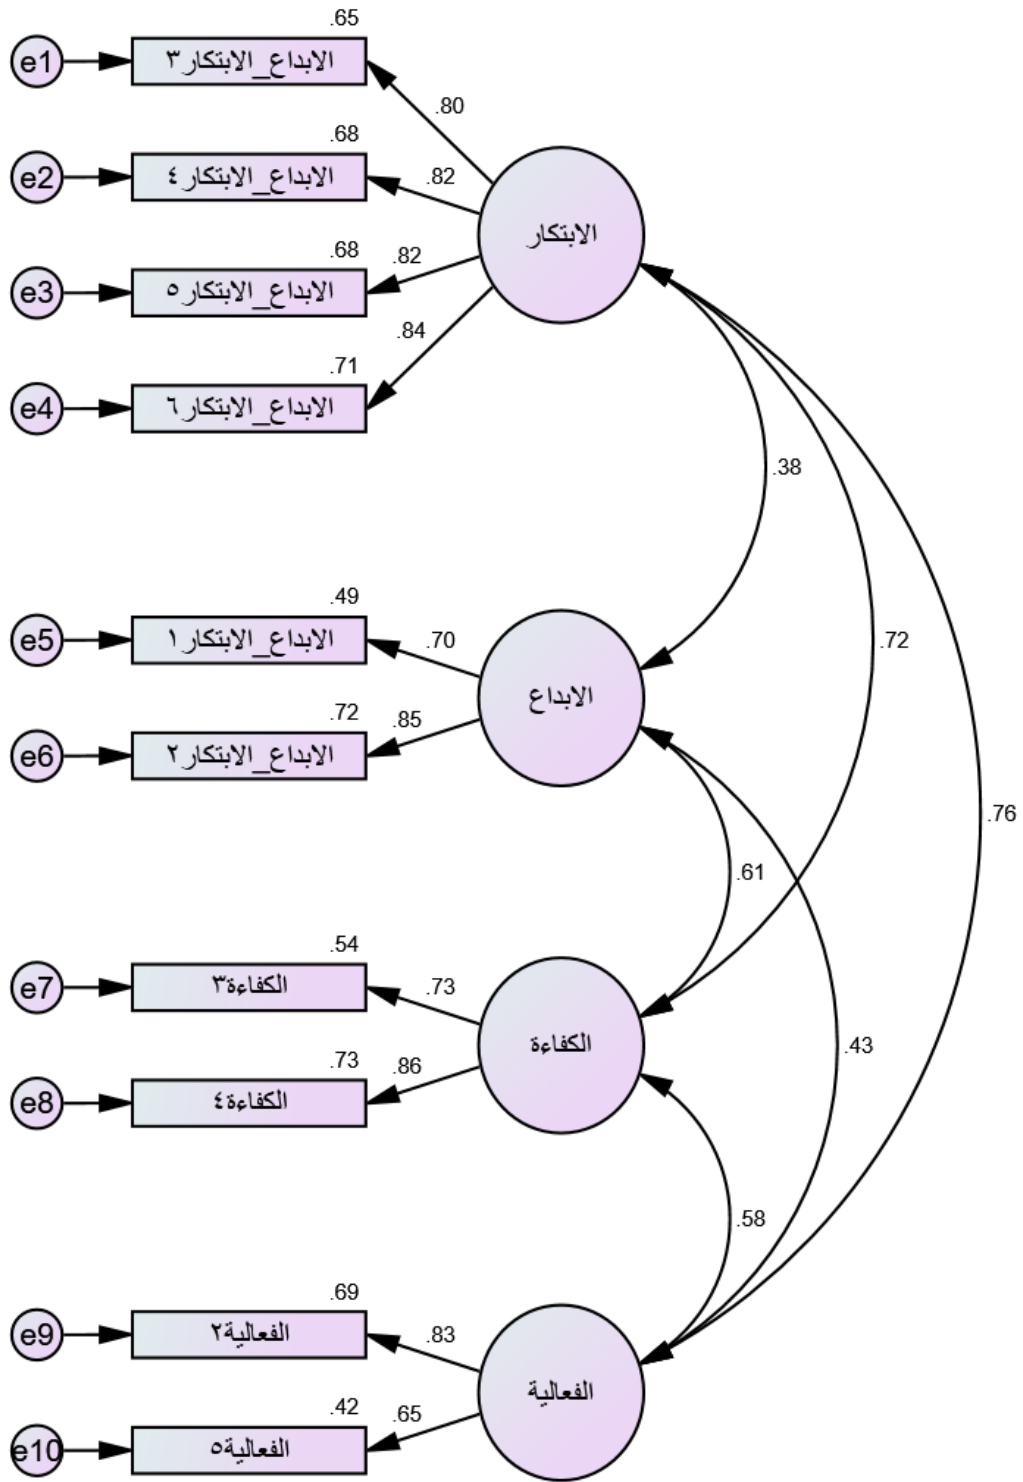 .65
e1
الابداع_الابتكار٣
.80
.68
e2
الابداع_الابتكار٤
.82
الابتكار
.68
e3
الابداع_الابتكار٥
.82
.84
.71
e4
الابداع_الابتكار٦
.38
.49
e5
الابداع_الابتكار١
.70
.72
الابداع
.72
e6
الابداع_الابتكار٢
.85
.76
.61
.54
e7
الكفاءة٣
.73
الكفاءة
.43
.73
e8
الكفاءة٤
.86
.58
.69
e9
الفعالية٢
.83
الفعالية
.42
e10
الفعالية٥
.65